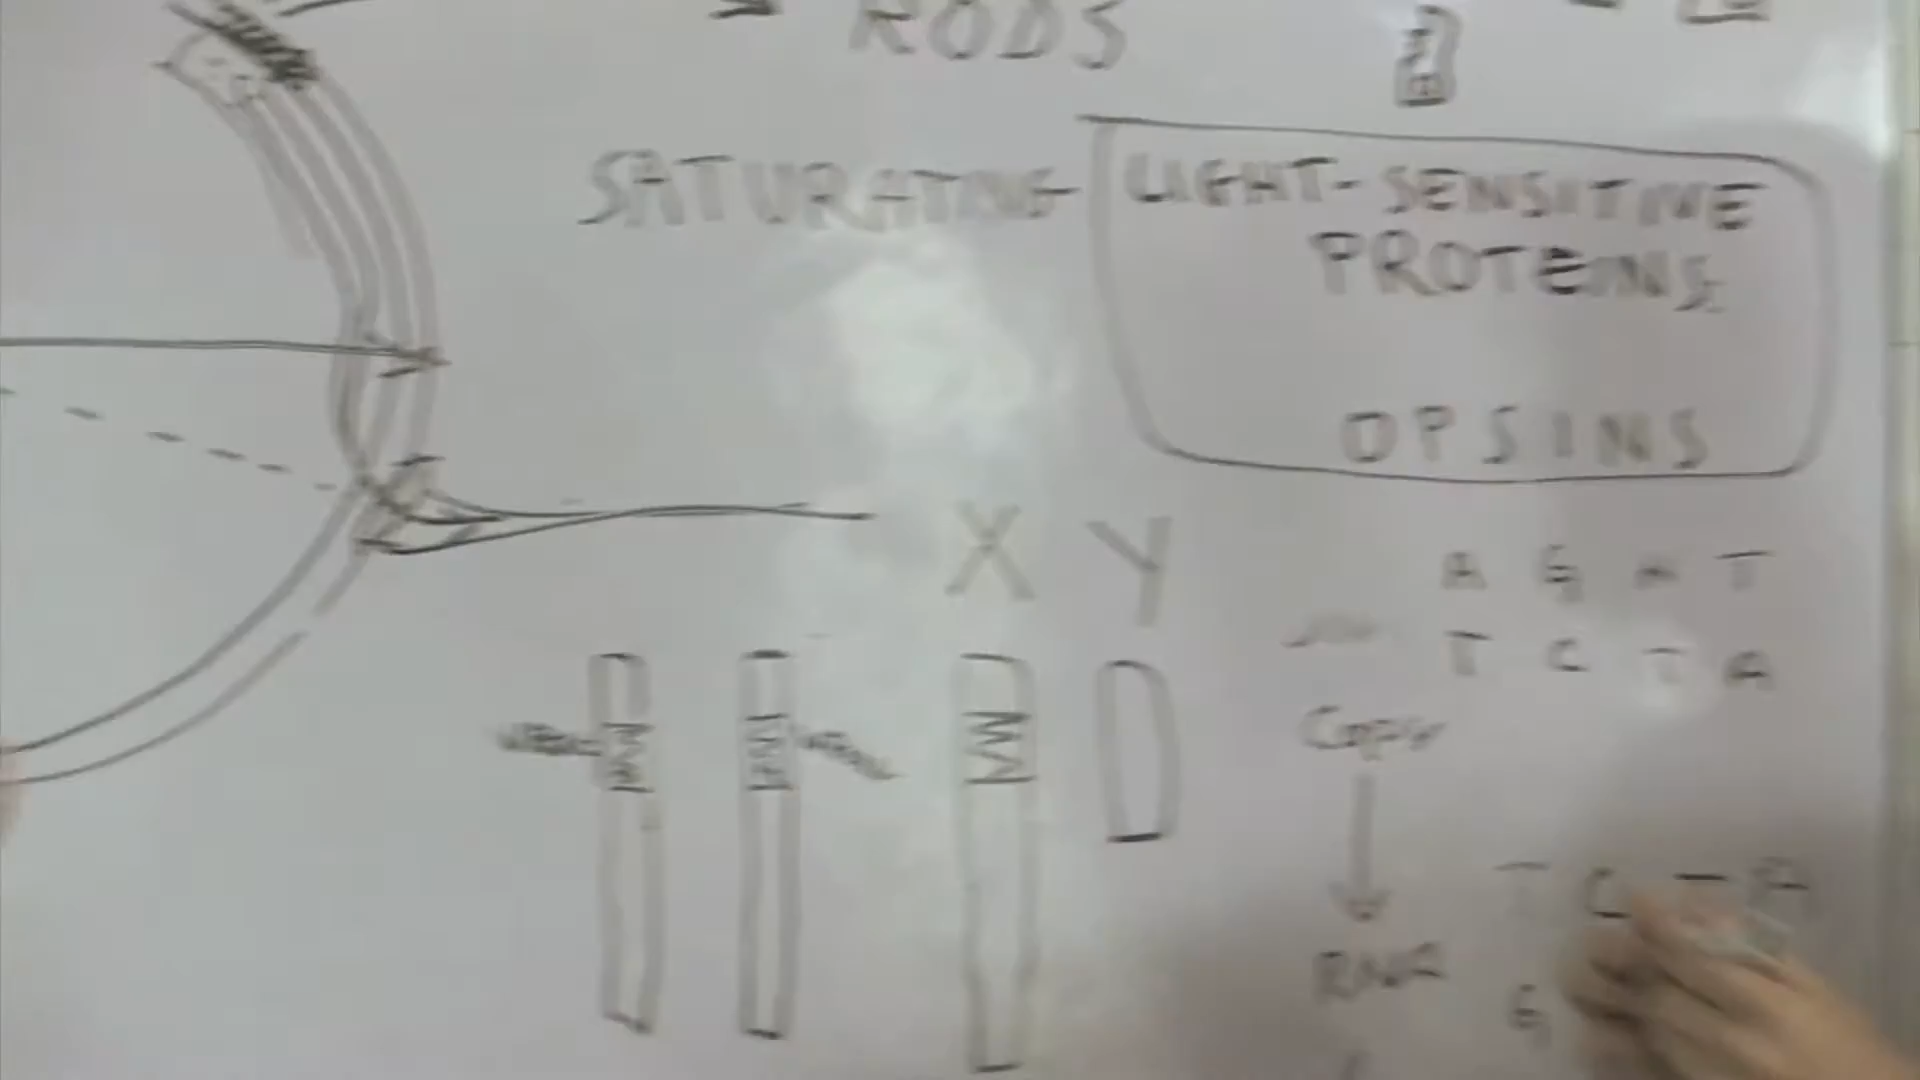 RODS
SATURATING
LIGHT-SENSITIVE
PROTEINS
OPSINS
X Y
A G A T
T C T A
Copy
T C T A
RNA
G